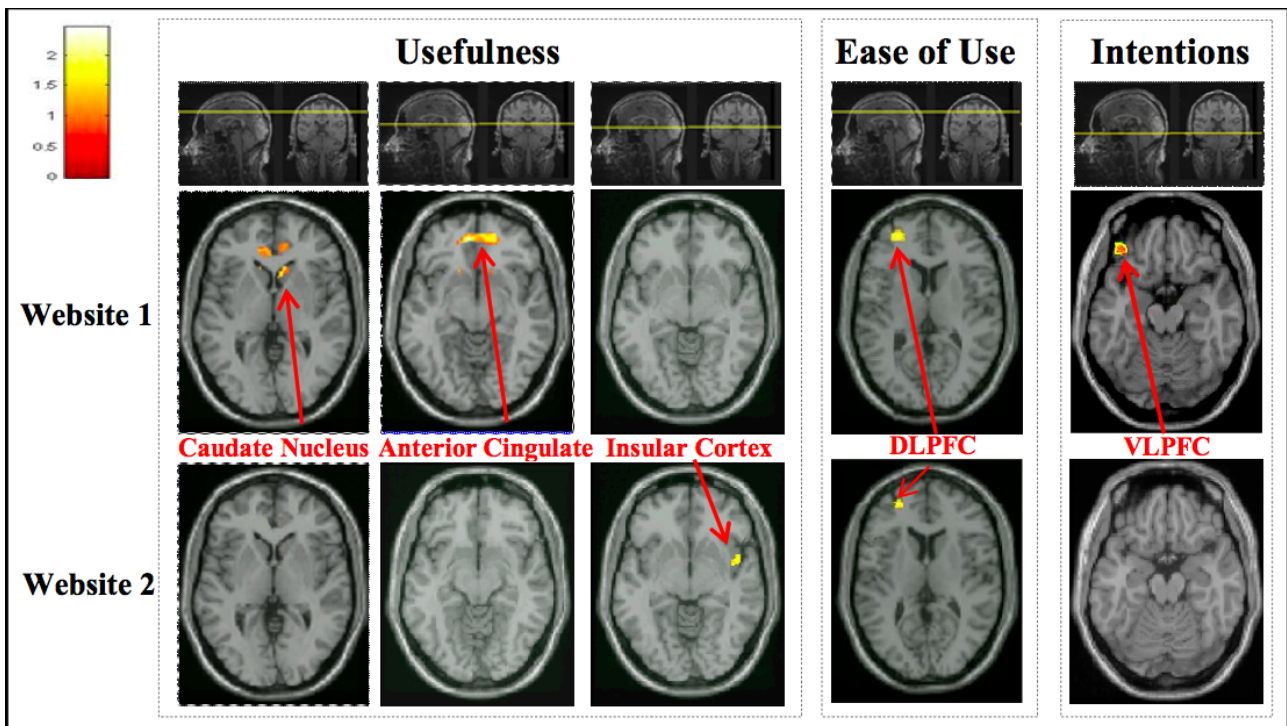 Usefulness
Ease of Use
Intentions
2
1.5
1
0.5
0
Website 1
Caudate Nucleus
Anterior Cingulate
Insular Cortex
DLPFC
VLPFC
Website 2